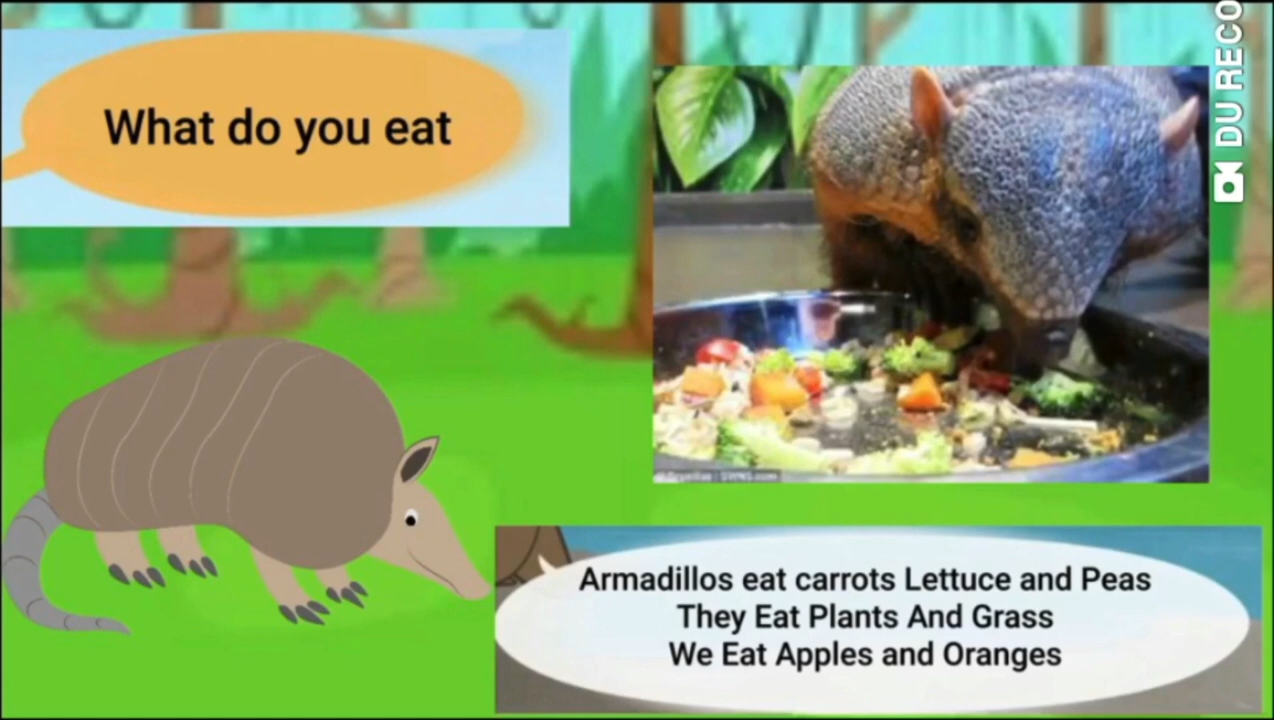 What do you eat
DU RECO
Armadillos eat carrots Lettuce and Peas
They Eat Plants And Grass
We Eat Apples and Oranges